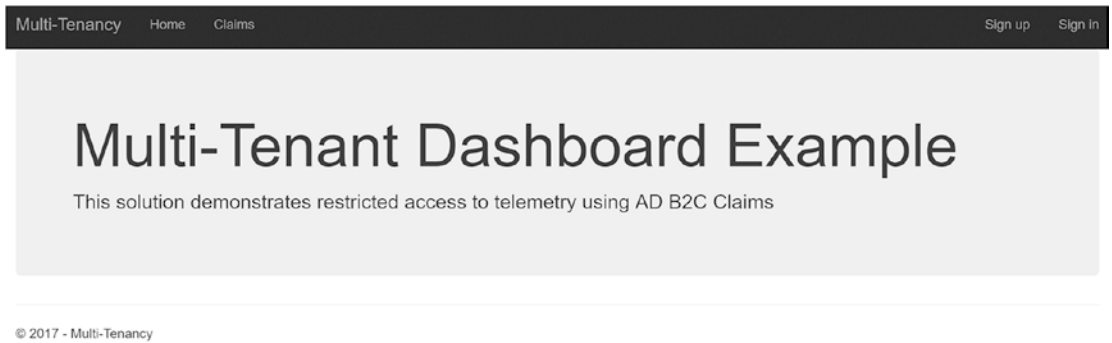 Multi-Tenancy Home Claims Sign up Sign in
Multi-Tenant Dashboard Example
This solution demonstrates restricted access to telemetry using AD B2C Claims
© 2017 - Multi-Tenancy